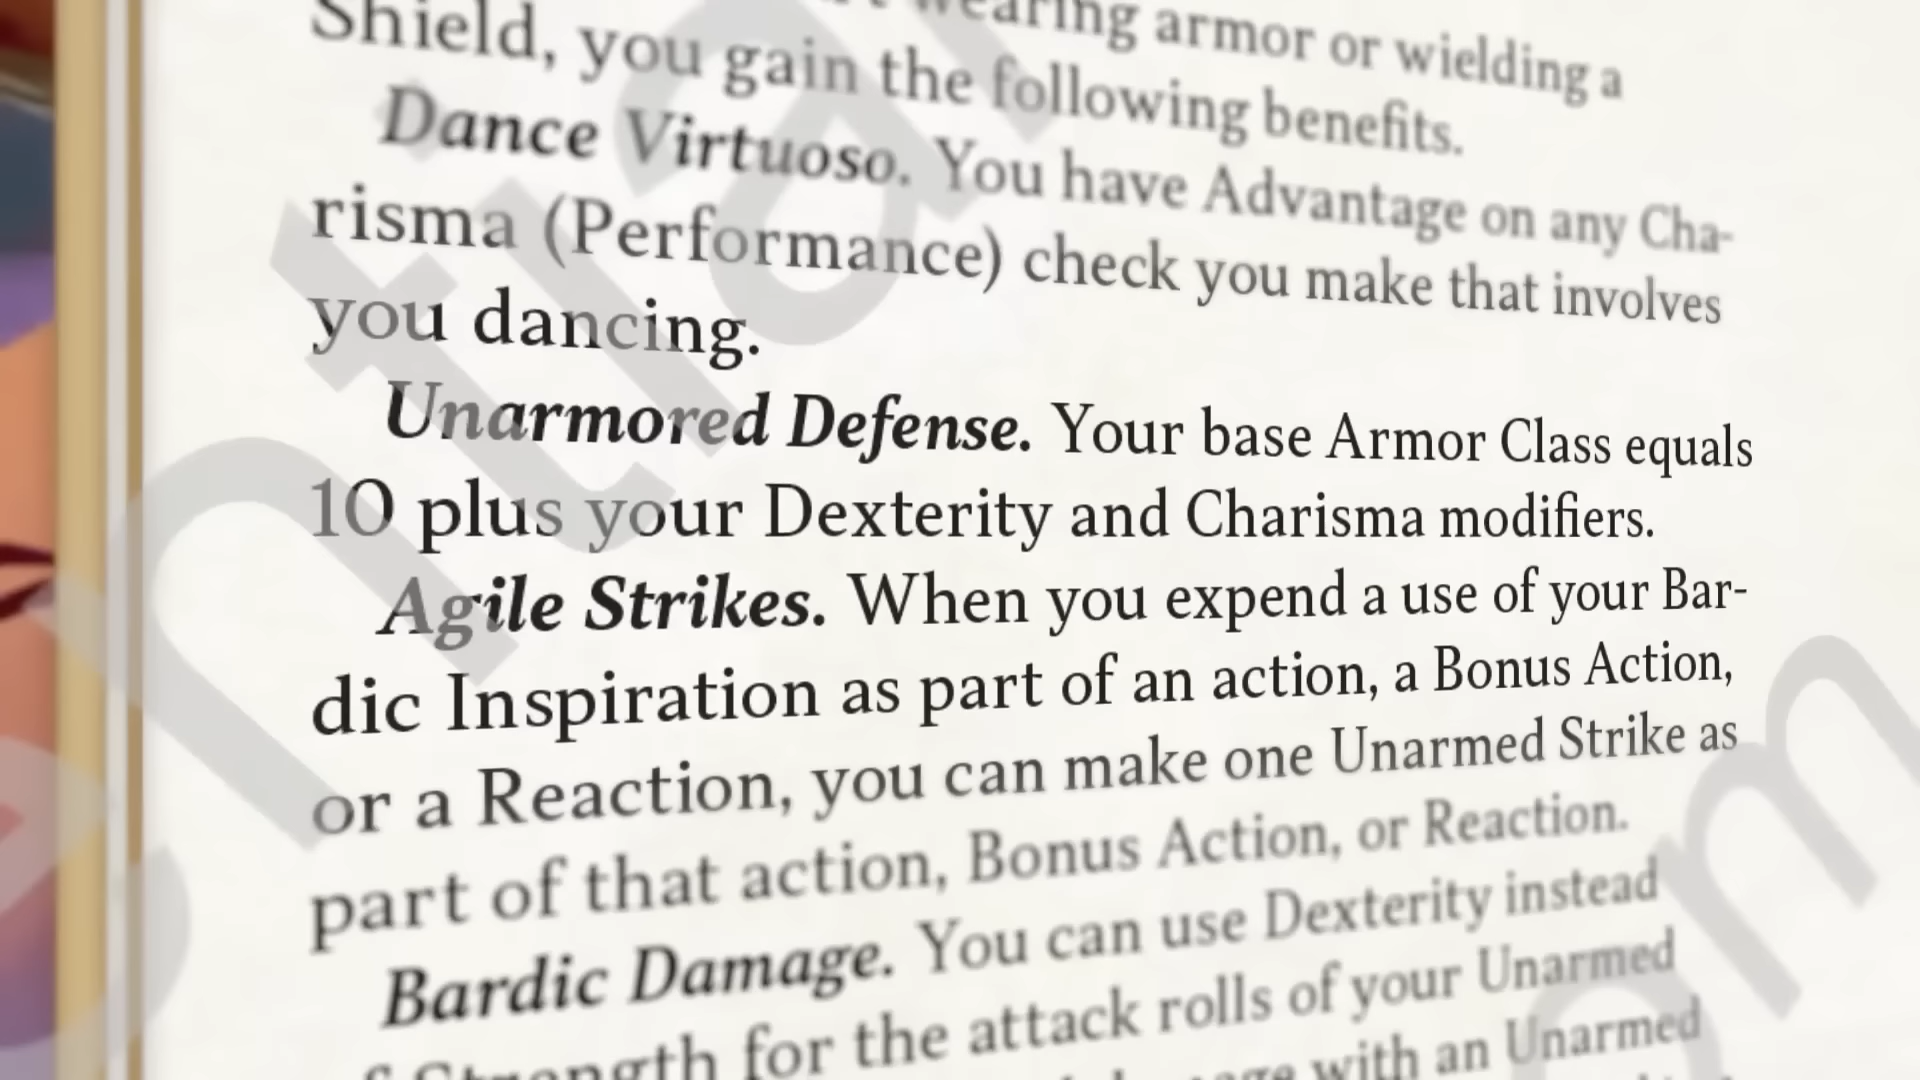 wearing armor or wielding a
Shield, you gain the following benefits.
Dance Virtuoso. You have Advantage on any Cha-
risma (Performance) check you make that involves
you dancing.
Unarmored Defense. Your base Armor Class equals
10 plus your Dexterity and Charisma modifiers.
Agile Strikes. When you expend a use of your Bar-
dic Inspiration as part of an action, a Bonus Action,
or a Reaction, you can make one Unarmed Strike as
part of that action, Bonus Action, or Reaction.
Bardic Damage. You can use Dexterity instead
of Strength for the attack rolls of your Unarmed
with an Unarmed